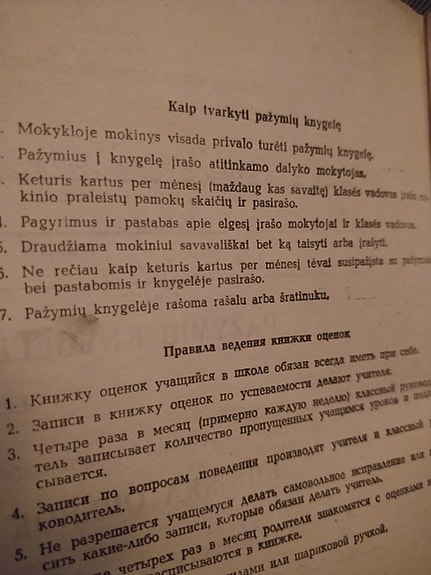 Kaip tvarkyti pažymių knygelę
Mokykloje mokinys visada privalo turėti pažymių knygelę.
Pažymius į knygelę įrašo atitinkamo dalyko mokytojas.
Keturis kartus per mėnesį (maždaug kas savaitę) klasės vadovas įrašo mo-
kinio praleistų pamokų skaičių ir pasirašo.
4. Pagyrimus ir pastabas apie elgesį įrašo mokytojai ir klasės vadovas.
5. Draudžiama mokiniui savavališkai bet ką taisyti arba įrašyti.
6. Ne rečiau kaip keturis kartus per mėnesį tėvai susipažįsta su pažymiais
bei pastabomis ir knygelėje pasirašo.
7. Pažymių knygelėje rašoma rašalu arba šratinuku.
Правила ведения книжки оценок
1. Книжку оценок учащийся в школе обязан всегда иметь при себе.
2. Записи в книжку оценок по успеваемости делают учителя.
3. Четыре раза в месяц (примерно каждую неделю) классный руковод
тель записывает количество пропущенных учащимся уроков и
сывается.
4. Записи по вопросам поведения производят учителя и классный
ководитель.
5. Не разрешается учащемуся делать самовольное исправление или
сить какие-либо записи, которые обязан делать учитель.
четырех раз в месяц родители знакомятся с оценками и
расписываются в книжке.
или шариковой ручкой.